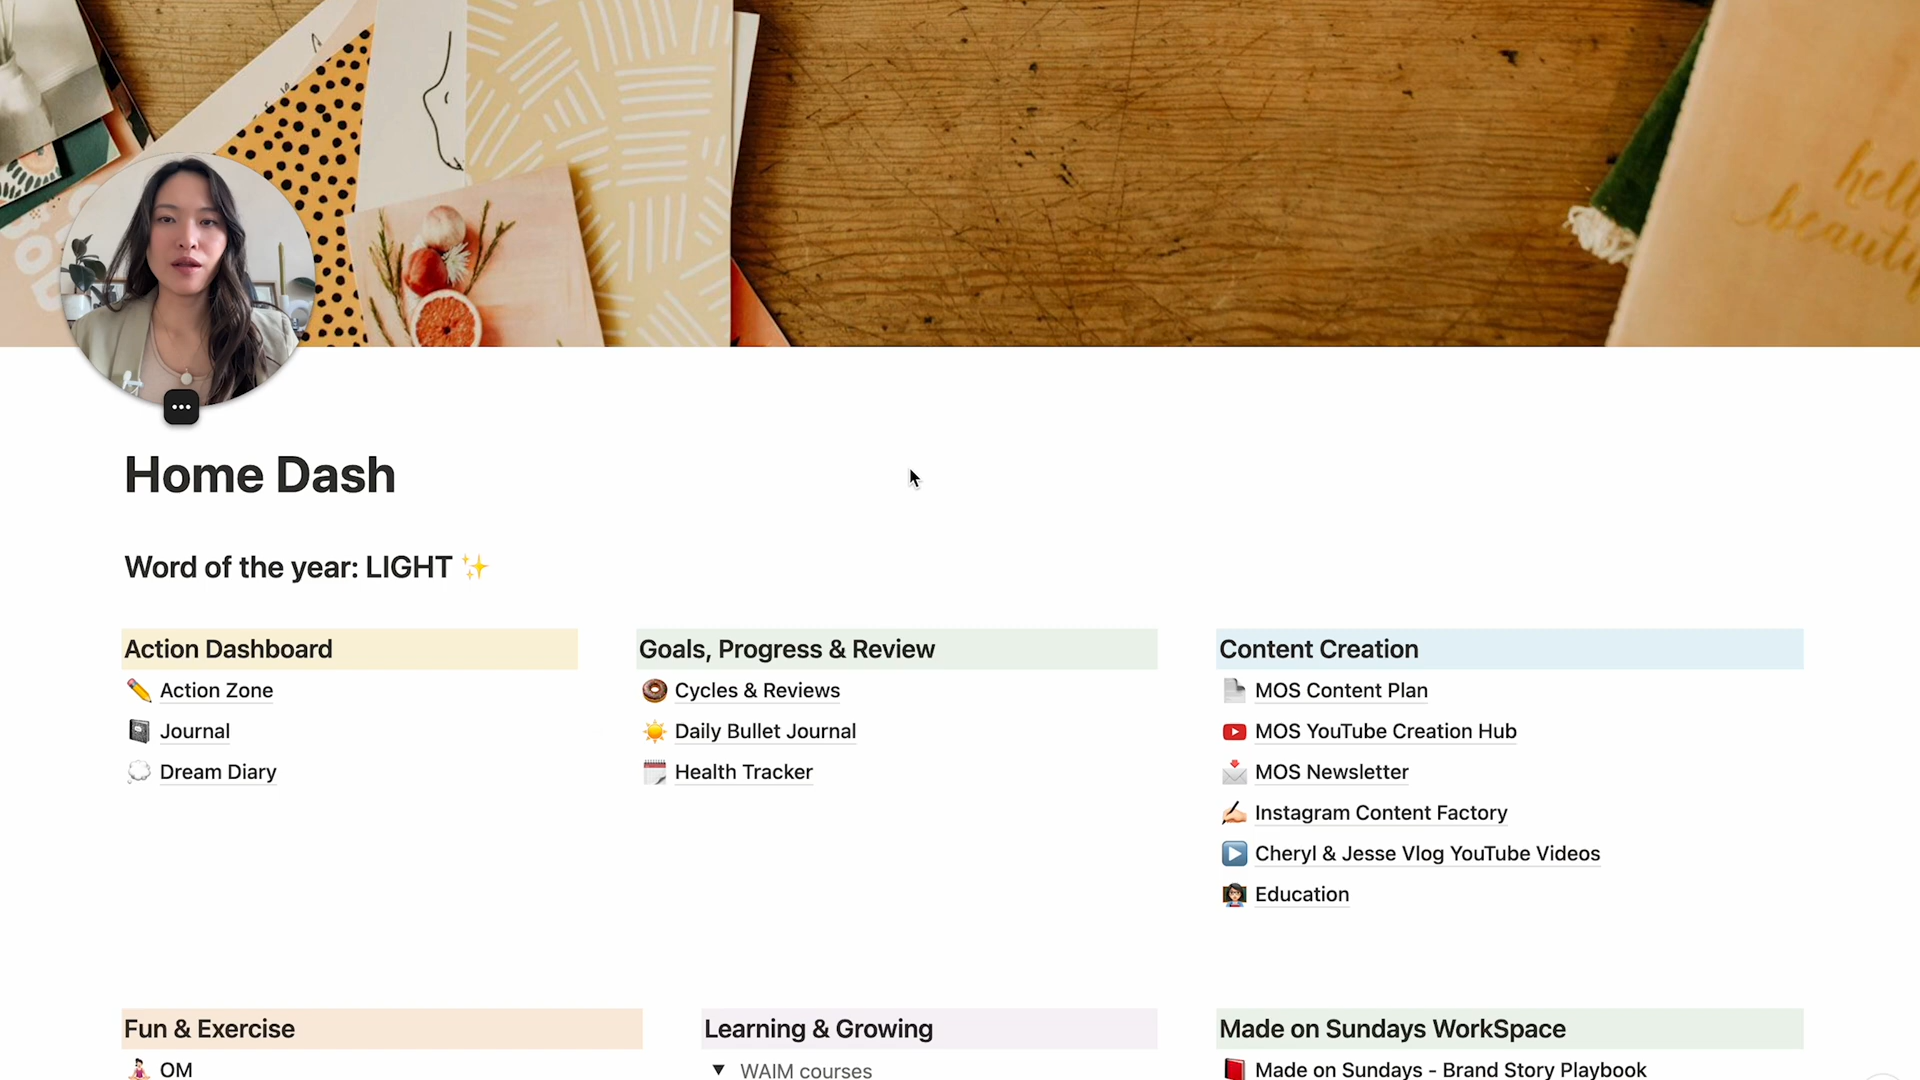 hell
beauti
Home Dash
Word of the year: LIGHT ✨
Action Dashboard
Action Zone
Journal
Dream Diary
Goals, Progress & Review
Cycles & Reviews
Daily Bullet Journal
Health Tracker
Content Creation
MOS Content Plan
MOS YouTube Creation Hub
MOS Newsletter
Instagram Content Factory
Cheryl & Jesse Vlog YouTube Videos
Education
Fun & Exercise
OM
Learning & Growing
WAIM courses
Made on Sundays WorkSpace
Made on Sundays - Brand Story Playbook